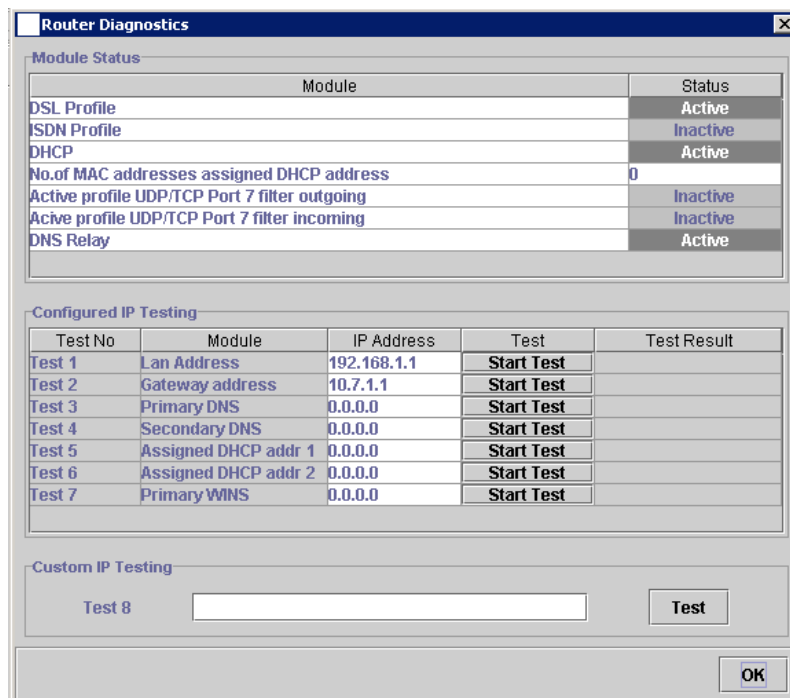 Router Diagnostics
Module Status
Module Status
DSL Profile Active
ISDN Profile Inactive
DHCP Active
No.of MAC addresses assigned DHCP address 0
Active profile UDP/TCP Port 7 filter outgoing Inactive
Acive profile UDP/TCP Port 7 filter incoming Inactive
DNS Relay Active
Configured IP Testing
Test No Module IP Address Test Test Result
Test 1 Lan Address 192.168.1.1 Start Test
Test 2 Gateway address 10.7.1.1 Start Test
Test 3 Primary DNS 0.0.0.0 Start Test
Test 4 Secondary DNS 0.0.0.0 Start Test
Test 5 Assigned DHCP addr 1 0.0.0.0 Start Test
Test 6 Assigned DHCP addr 2 0.0.0.0 Start Test
Test 7 Primary WINS 0.0.0.0 Start Test
Custom IP Testing
Test 8 Test
OK